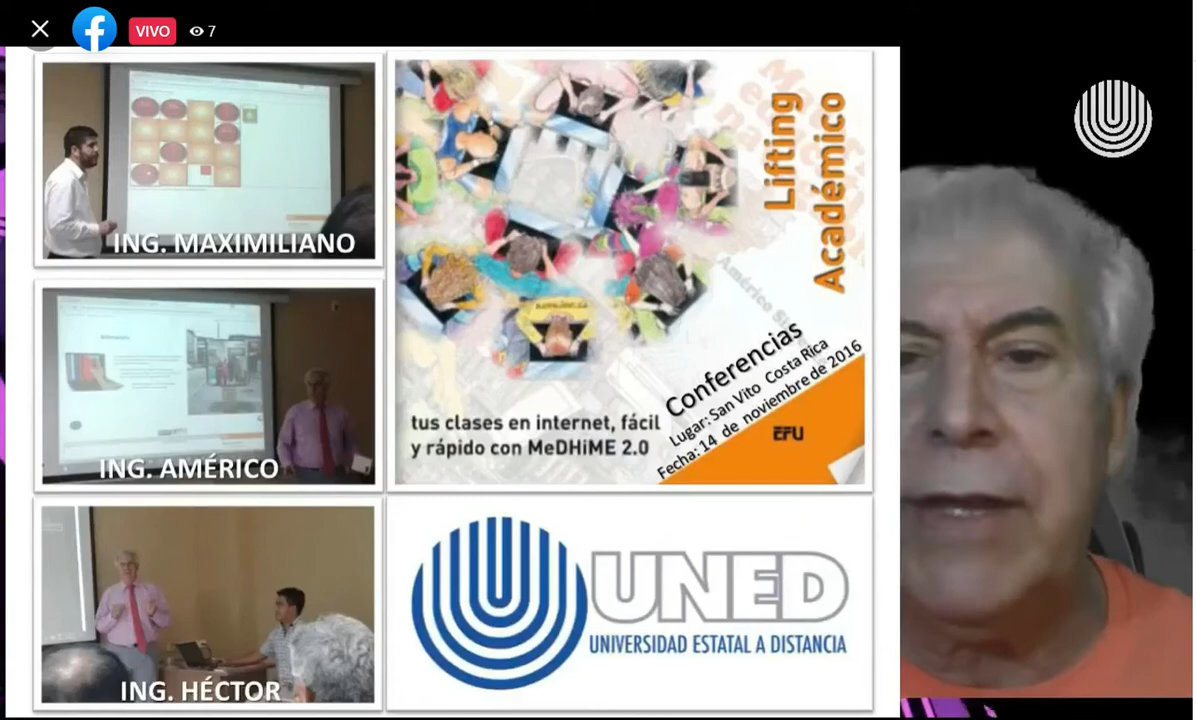 VIVO
7
ING. MAXIMILIANO
ING. AMÉRICO
ING. HÉCTOR
Lifting
Académico
tus clases en internet, fácil
y rápido con MeDHiME 2.0
Conferencias
Lugar: San Vito Costa Rica
Fecha: 14 de noviembre de 2016
EFU
UNED
UNIVERSIDAD ESTATAL A DISTANCIA